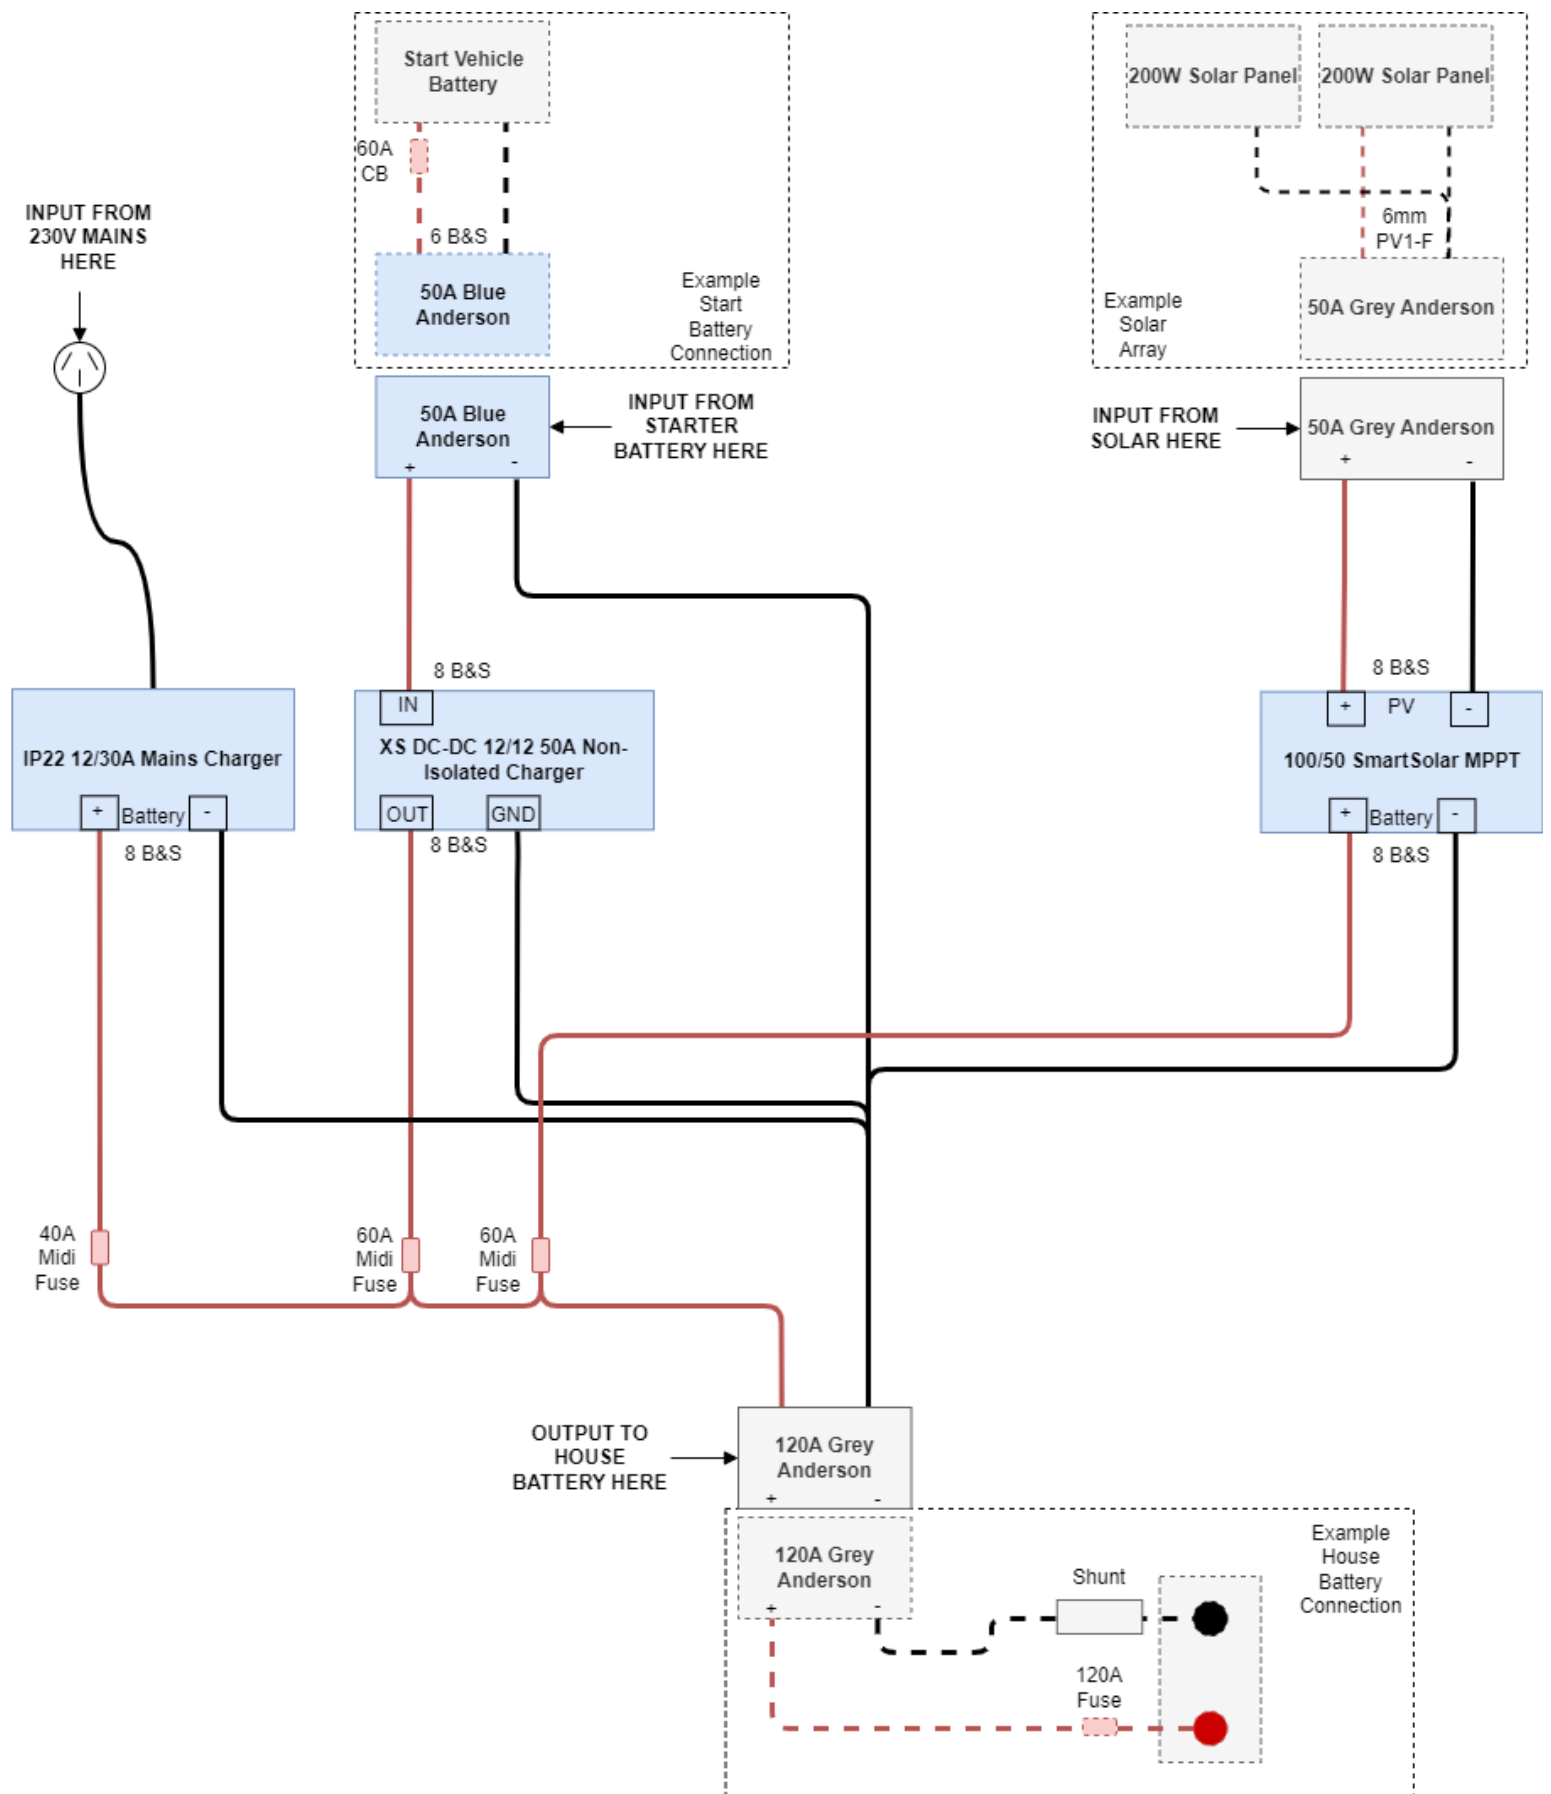 Start Vehicle
Battery
200W Solar Panel
200W Solar Panel
60A
CB
INPUT FROM
230V MAINS
HERE
6 B&S
6mm
PV1-F
50A Blue
Anderson
Example
Start
Battery
Connection
Example
Solar
Array
50A Grey Anderson
50A Blue
Anderson
+ -
INPUT FROM
STARTER
BATTERY HERE
INPUT FROM
SOLAR HERE
50A Grey Anderson
+ -
8 B&S
8 B&S
IN
+ PV -
IP22 12/30A Mains Charger
XS DC-DC 12/12 50A Non-
Isolated Charger
100/50 SmartSolar MPPT
+ Battery -
OUT GND
+ Battery -
8 B&S
8 B&S
8 B&S
40A
Midi
Fuse
60A
Midi
Fuse
60A
Midi
Fuse
OUTPUT TO
HOUSE
BATTERY HERE
120A Grey
Anderson
+ -
120A Grey
Anderson
+ -
Example
House
Battery
Connection
Shunt
120A
Fuse